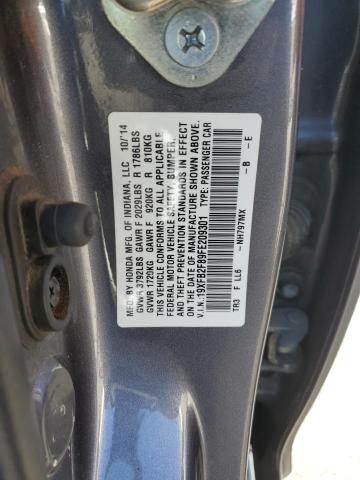 MFD. BY HONDA MFG. OF INDIANA, LLC 10/'14
GVWR 3792LBS GAWR F 2029LBS R 1786LBS
GVWR 1720KG GAWR F 920KG R 810KG
THIS VEHICLE CONFORMS TO ALL APPLICABLE
FEDERAL MOTOR VEHICLE SAFETY, BUMPER,
AND THEFT PREVENTION STANDARDS IN EFFECT
ON THE DATE OF MANUFACTURE SHOWN ABOVE.
V.I.N.:19XFB2F89FE209301 TYPE: PASSENGER CAR
TR3 F LL6 -NH797MX -B -E